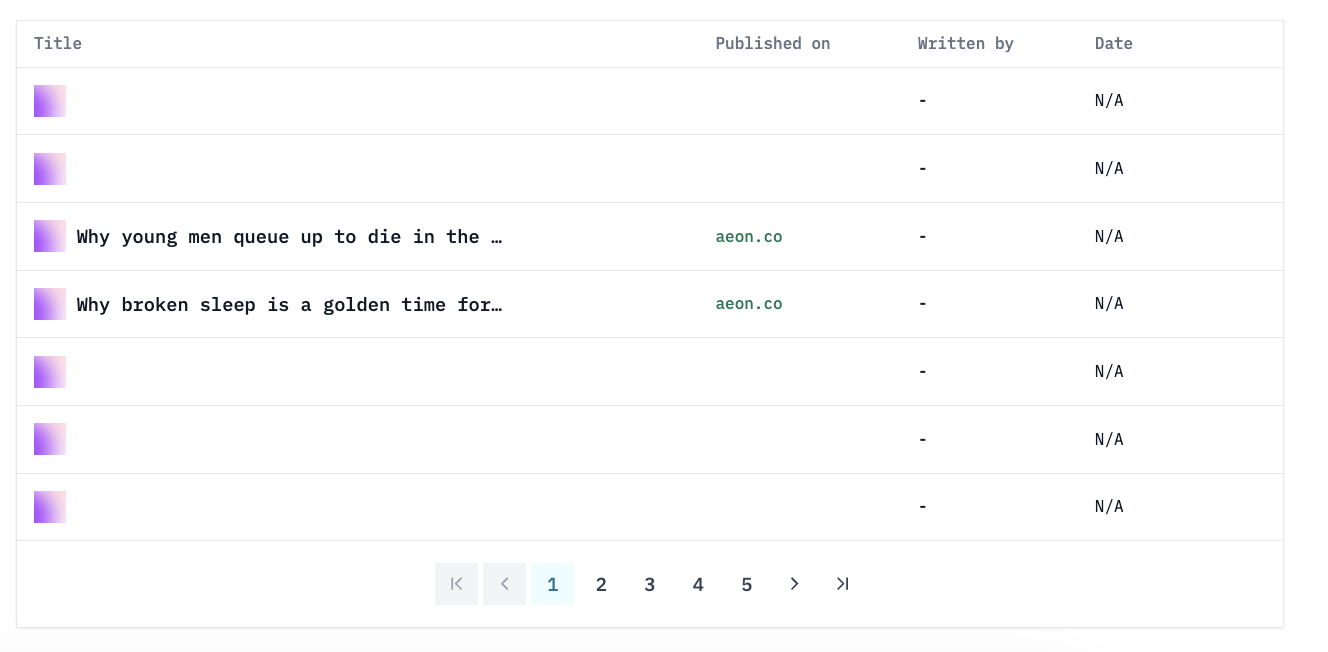 Title Published on Written by Date
- N/A
- N/A
Why young men queue up to die in the … aeon.co - N/A
Why broken sleep is a golden time for… aeon.co - N/A
- N/A
- N/A
- N/A
1 2 3 4 5